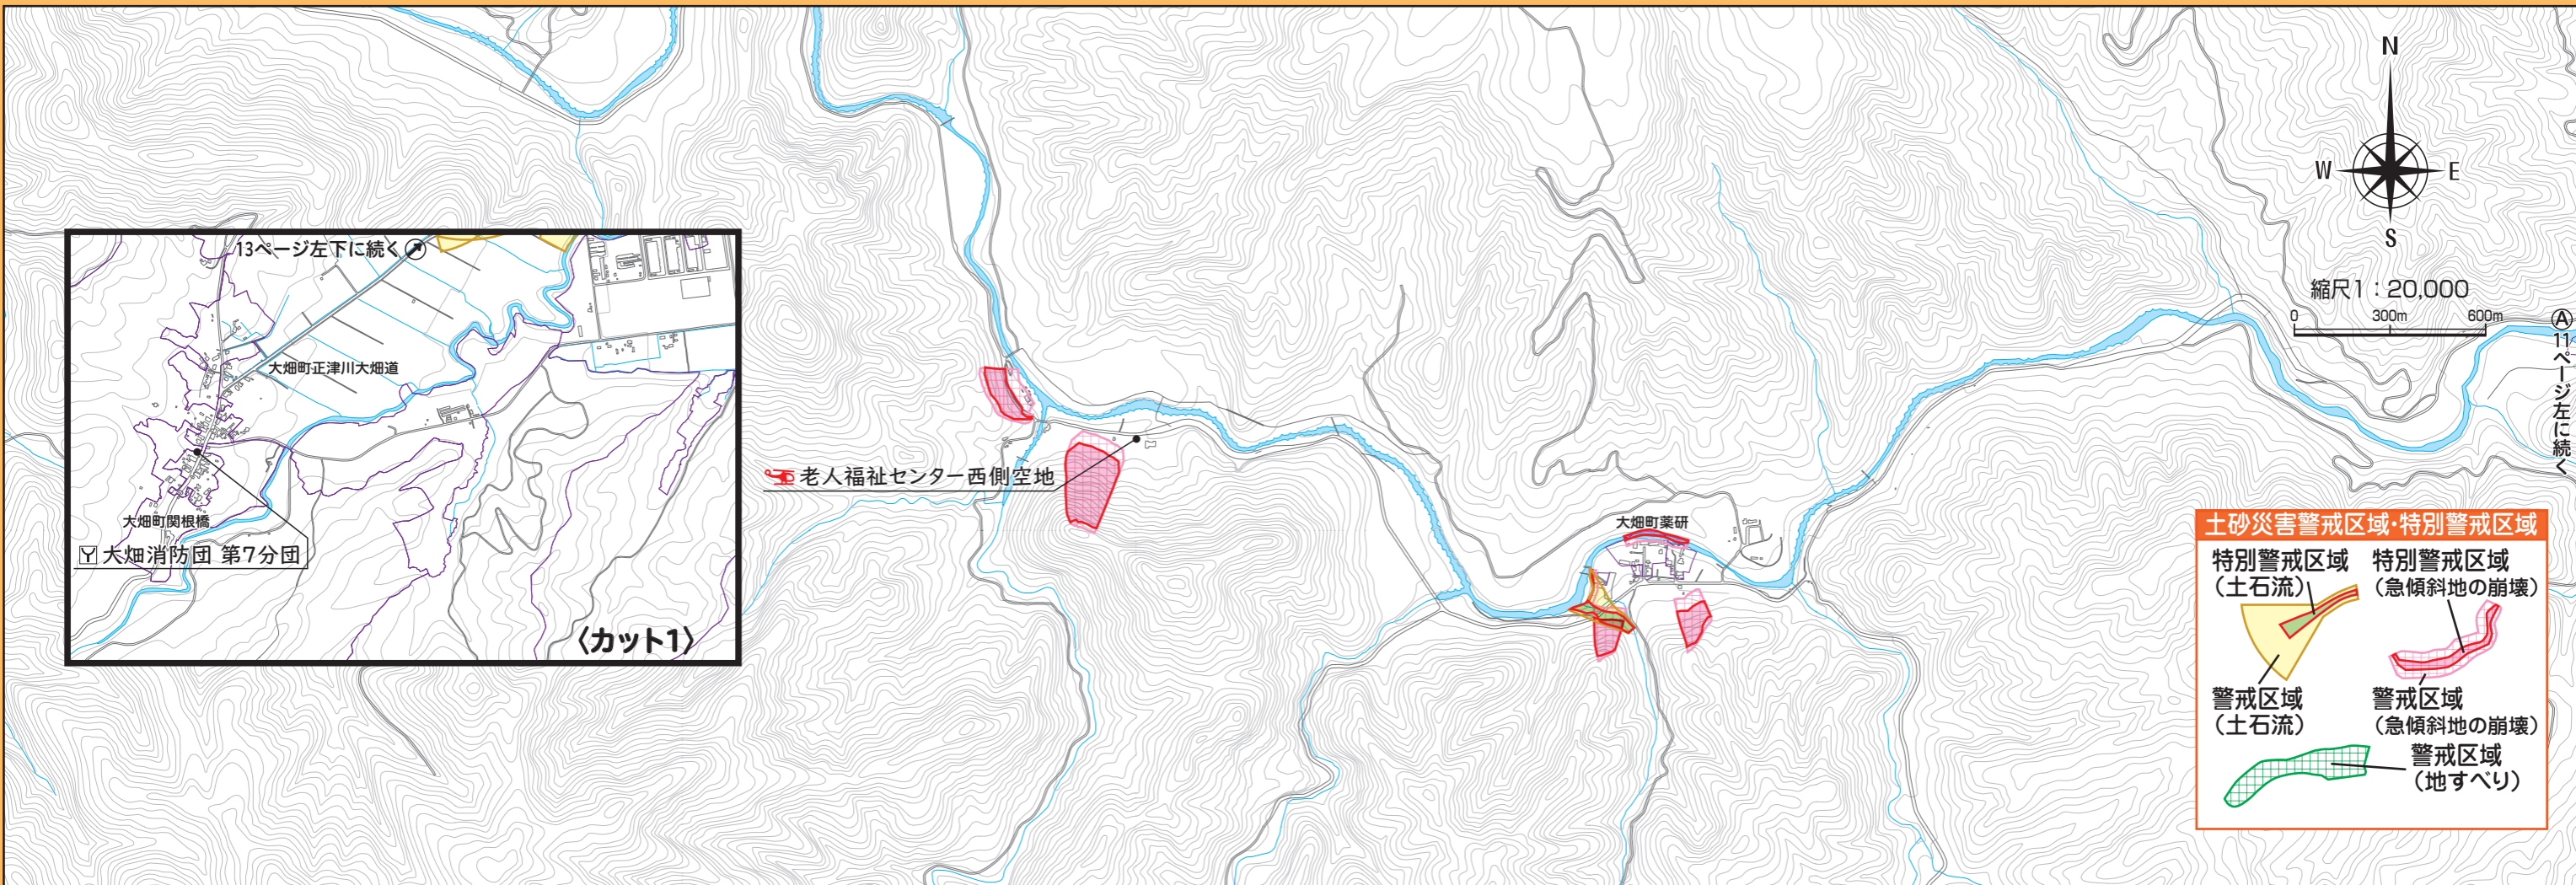 13ページ左下に続く
大畑町正津川大畑道
大畑町関根橋
大畑消防団 第7分団
〈カット1〉
老人福祉センター西側空地
大畑町薬研
N
W
E
S
縮尺1：20,000
0 300m 600m
Ⓐ11ページ左に続く
土砂災害警戒区域・特別警戒区域
特別警戒区域
（土石流）
特別警戒区域
（急傾斜地の崩壊）
警戒区域
（土石流）
警戒区域
（急傾斜地の崩壊）
警戒区域
（地すべり）